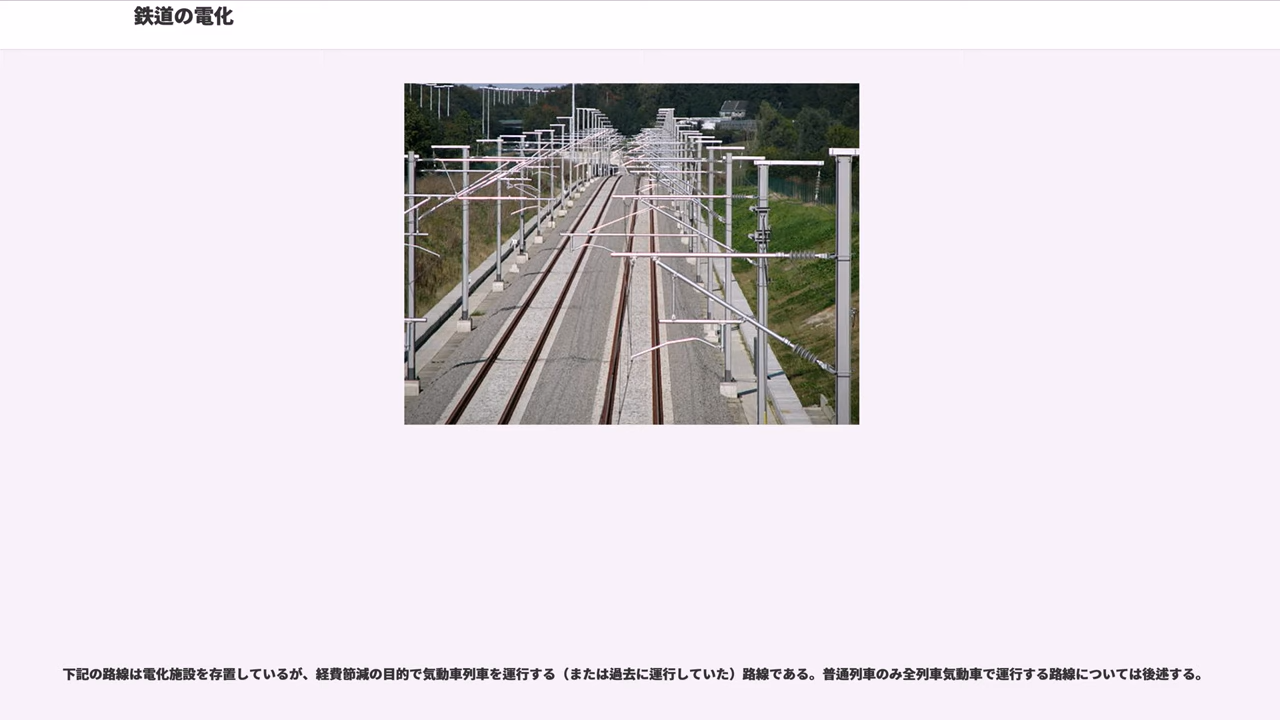 鉄道の電化
下記の路線は電化施設を存置しているが、経費節減の目的で気動車列車を運行する（または過去に運行していた）路線である。普通列車のみ全列車気動車で運行する路線については後述する。